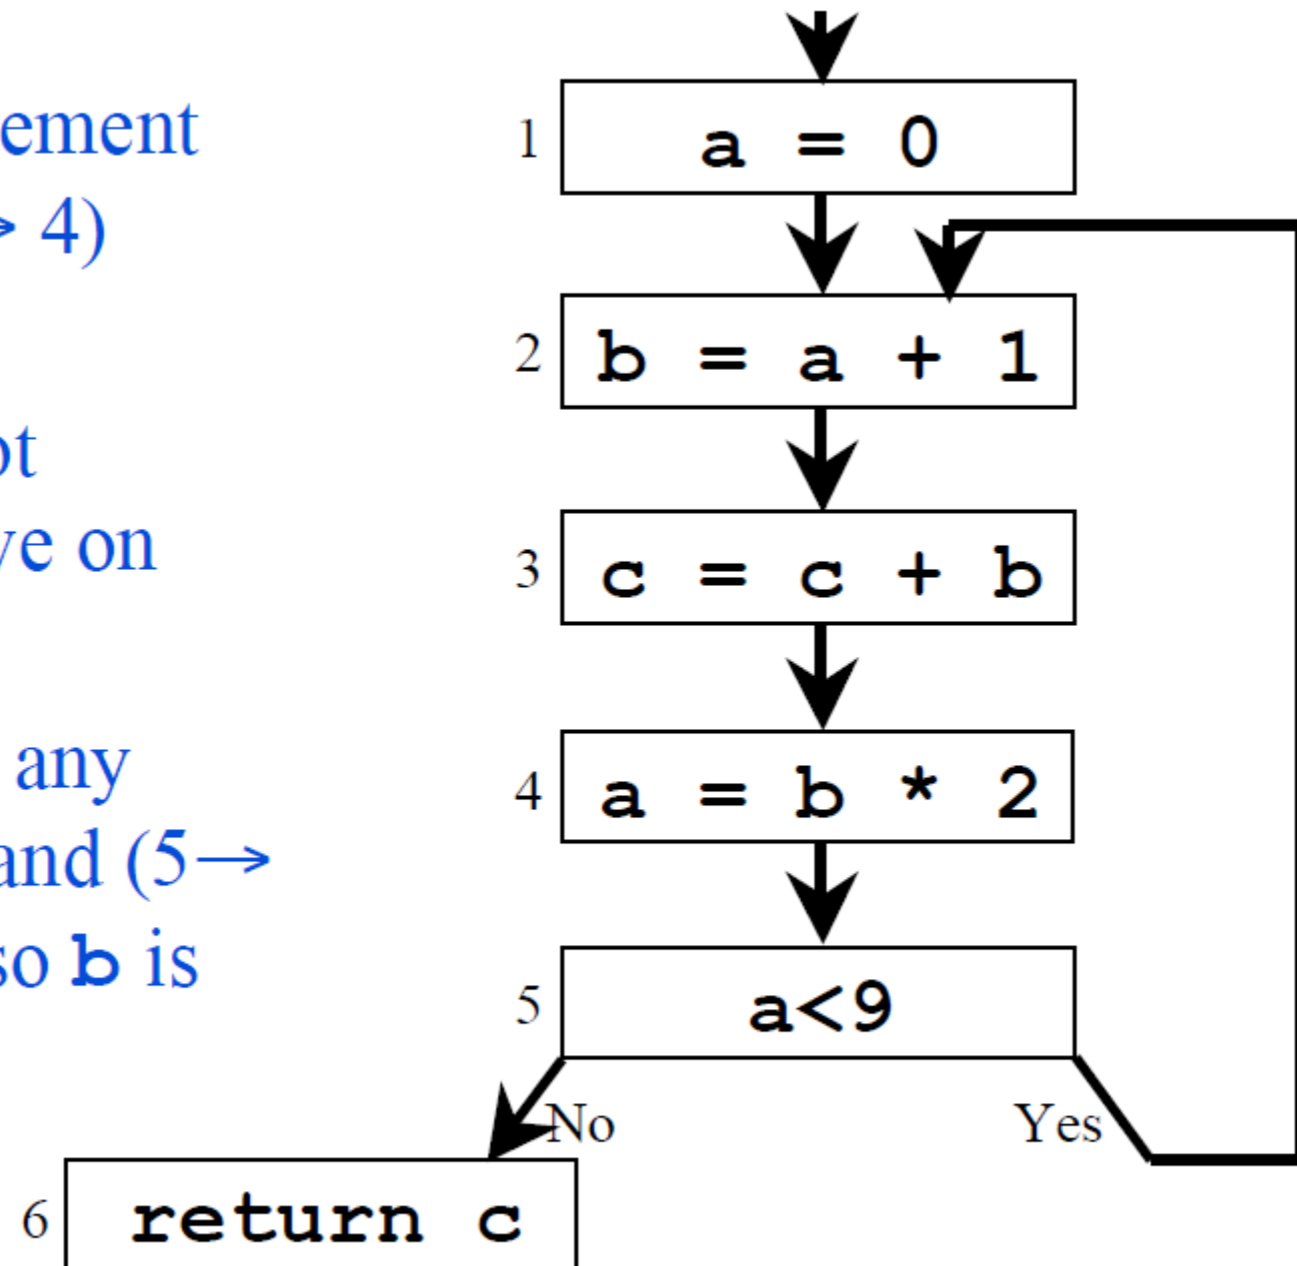 ement
→ 4)
pt
ve on
any
and (5→
so b is
1 a = 0
2 b = a + 1
3 c = c + b
4 a = b * 2
5 a<9
No Yes
6 return c